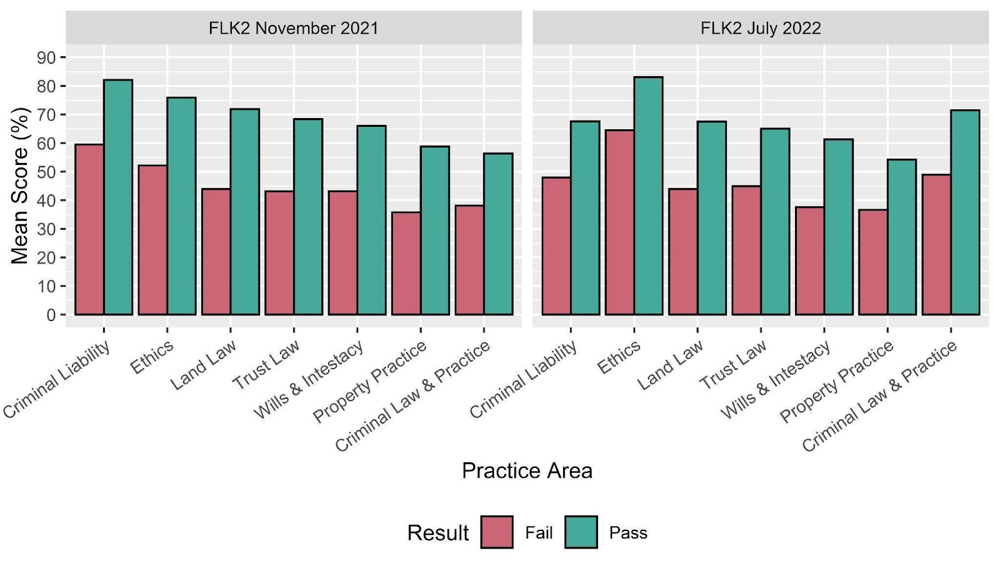 FLK2 November 2021
FLK2 July 2022
Mean Score (%)
90
80
70
60
50
40
30
20
10
0
Criminal Liability
Ethics
Land Law
Trust Law
Wills & Intestacy
Property Practice
Criminal Law & Practice
Criminal Liability
Ethics
Land Law
Trust Law
Wills & Intestacy
Property Practice
Criminal Law & Practice
Practice Area
Result Fail Pass